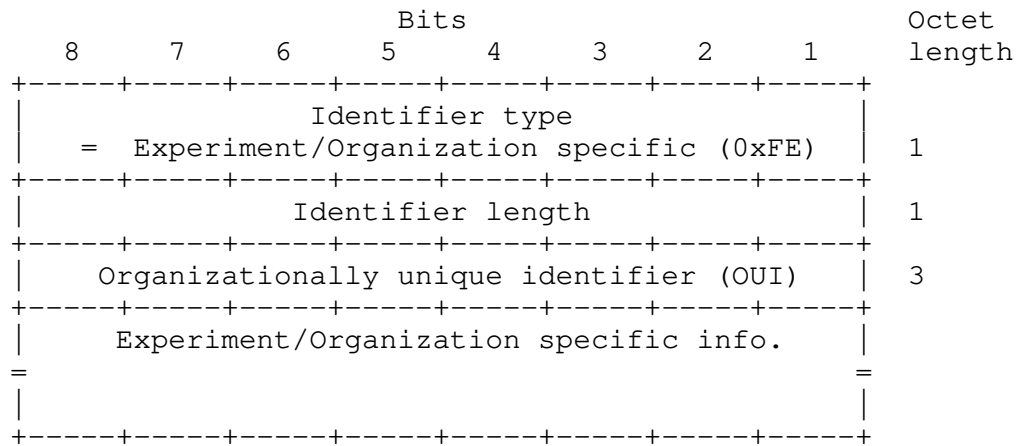 Bits Octet
8 7 6 5 4 3 2 1 length
+-----+-----+-----+-----+-----+-----+-----+-----+
| Identifier type |
| = Experiment/Organization specific (0xFE) | 1
+-----+-----+-----+-----+-----+-----+-----+-----+
| Identifier length | 1
+-----+-----+-----+-----+-----+-----+-----+-----+
| Organizationally unique identifier (OUI) | 3
+-----+-----+-----+-----+-----+-----+-----+-----+
| Experiment/Organization specific info. |
= =
| |
+-----+-----+-----+-----+-----+-----+-----+-----+